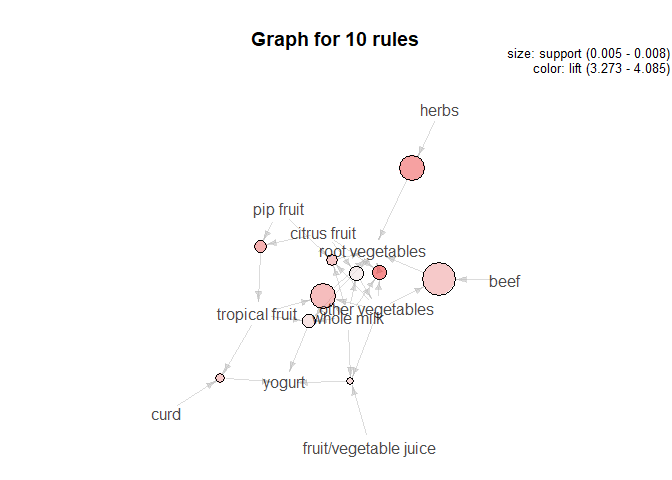 Graph for 10 rules
size: support (0.005 - 0.008)
color: lift (3.273 - 4.085)
herbs
pip fruit
citrus fruit
root vegetables
beef
tropical fruit
other vegetables
whole milk
yogurt
curd
fruit/vegetable juice